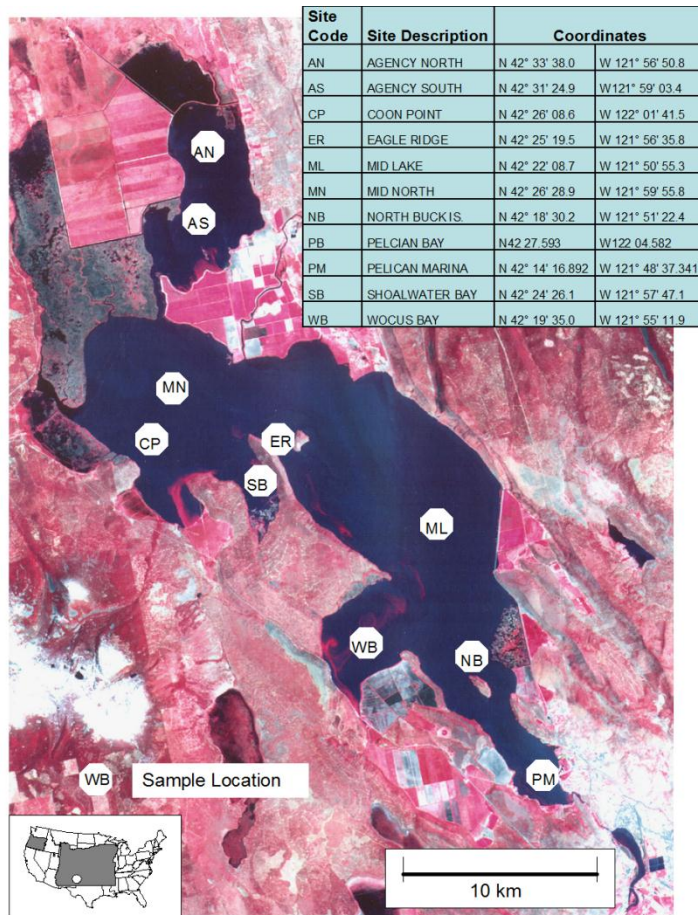 Site Code Site Description Coordinates
AN AGENCY NORTH N 42° 33' 38.0 W 121° 56' 50.8
AS AGENCY SOUTH N 42° 31' 24.9 W121° 59' 03.4
CP COON POINT N 42° 26' 08.6 W 122° 01' 41.5
ER EAGLE RIDGE N 42° 25' 19.5 W 121° 56' 35.8
ML MID LAKE N 42° 22' 08.7 W 121° 50' 55.3
MN MID NORTH N 42° 26' 28.9 W 121° 59' 55.8
NB NORTH BUCK IS. N 42° 18' 30.2 W 121° 51' 22.4
PB PELCIAN BAY N42 27.593 W122 04.582
PM PELICAN MARINA N 42° 14' 16.892 W 121° 48' 37.341
SB SHOALWATER BAY N 42° 24' 26.1 W 121° 57' 47.1
WB WOCUS BAY N 42° 19' 35.0 W 121° 55' 11.9
AN
AS
MN
CP
ER
SB
ML
WB
NB
PM
WB Sample Location
10 km